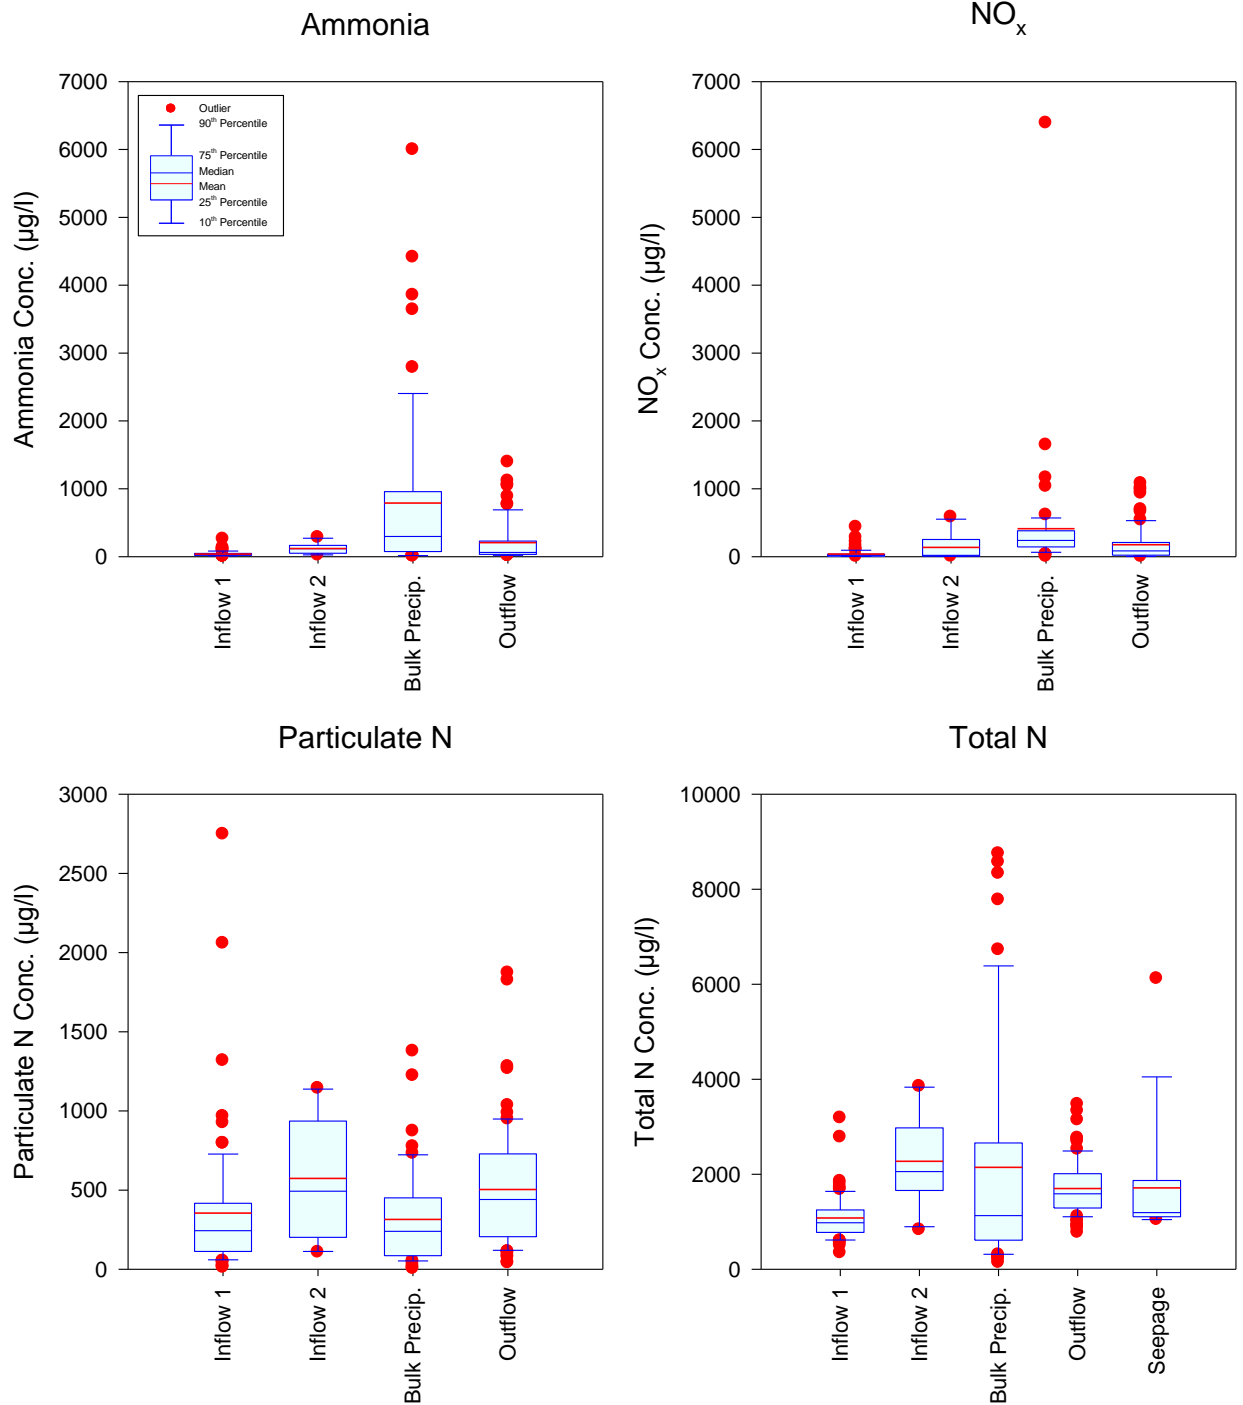 Ammonia
7000
6000
5000
4000
3000
2000
1000
0
Ammonia Conc. (µg/l)
Outlier
90th Percentile
75th Percentile
Median
Mean
25th Percentile
10th Percentile
Inflow 1
Inflow 2
Bulk Precip.
Outflow
NOx
7000
6000
5000
4000
3000
2000
1000
0
NOx Conc. (µg/l)
Inflow 1
Inflow 2
Bulk Precip.
Outflow
Particulate N
3000
2500
2000
1500
1000
500
0
Particulate N Conc. (µg/l)
Inflow 1
Inflow 2
Bulk Precip.
Outflow
Total N
10000
8000
6000
4000
2000
0
Total N Conc. (µg/l)
Inflow 1
Inflow 2
Bulk Precip.
Outflow
Seepage